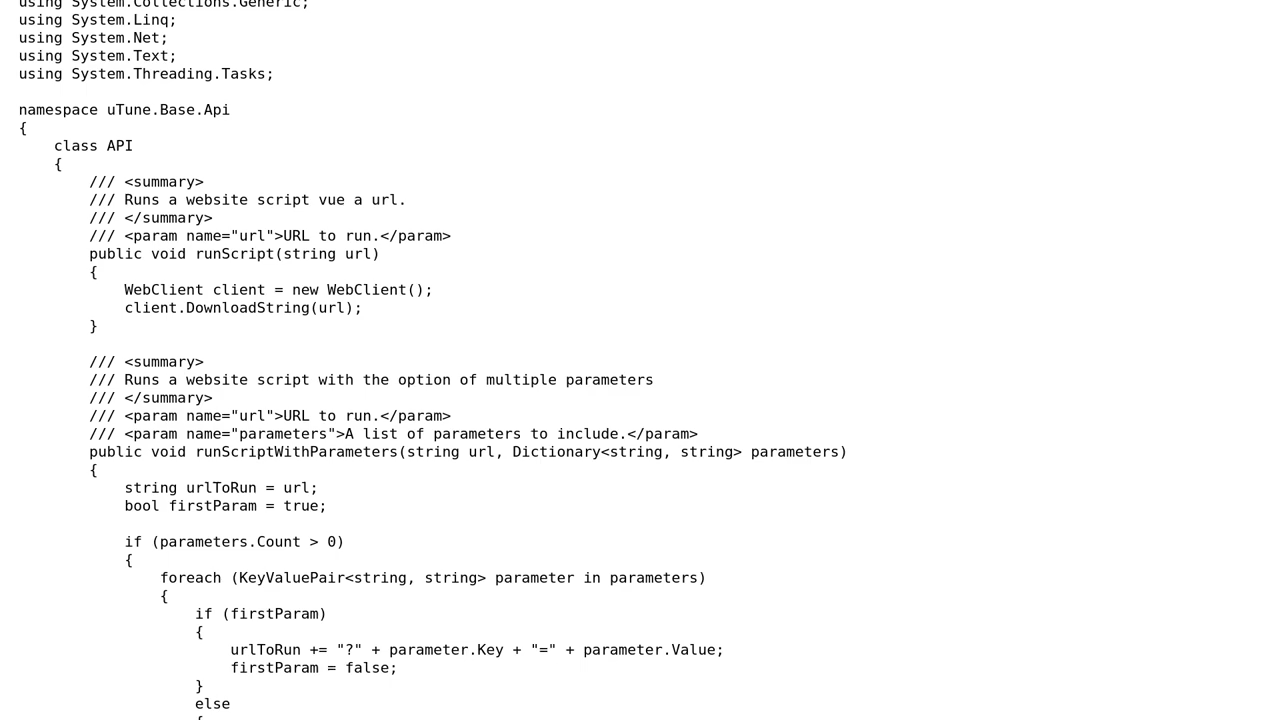 using System.Collections.Generic;
using System.Linq;
using System.Net;
using System.Text;
using System.Threading.Tasks;

namespace uTune.Base.Api
{
    class API
    {
        /// <summary>
        /// Runs a website script vue a url.
        /// </summary>
        /// <param name="url">URL to run.</param>
        public void runScript(string url)
        {
            WebClient client = new WebClient();
            client.DownloadString(url);
        }

        /// <summary>
        /// Runs a website script with the option of multiple parameters
        /// </summary>
        /// <param name="url">URL to run.</param>
        /// <param name="parameters">A list of parameters to include.</param>
        public void runScriptWithParameters(string url, Dictionary<string, string> parameters)
        {
            string urlToRun = url;
            bool firstParam = true;

            if (parameters.Count > 0)
            {
                foreach (KeyValuePair<string, string> parameter in parameters)
                {
                    if (firstParam)
                    {
                        urlToRun += "?" + parameter.Key + "=" + parameter.Value;
                        firstParam = false;
                    }
                    else
                    {